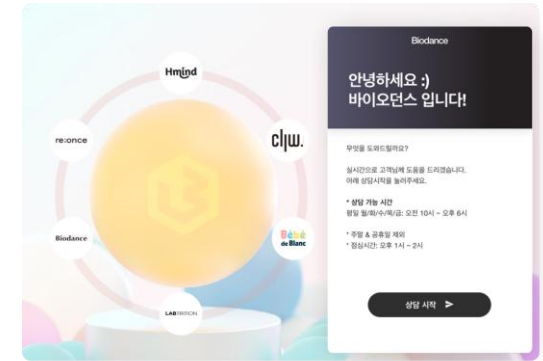 Hmind
re:once
cljw.
Biodance
Bébé
de Blanc
Biodance
안녕하세요 :)
바이오던스 입니다!
무엇을 도와드릴까요?
실시간으로 고객님께 도움을 드리겠습니다.
아래 상담시작을 눌러주세요.
* 상담 가능 시간
평일 월/화/수/목/금: 오전 10시 ~ 오후 6시
* 주말 & 공휴일 제외
* 점심시간: 오후 1시 ~ 2시
상담 시작